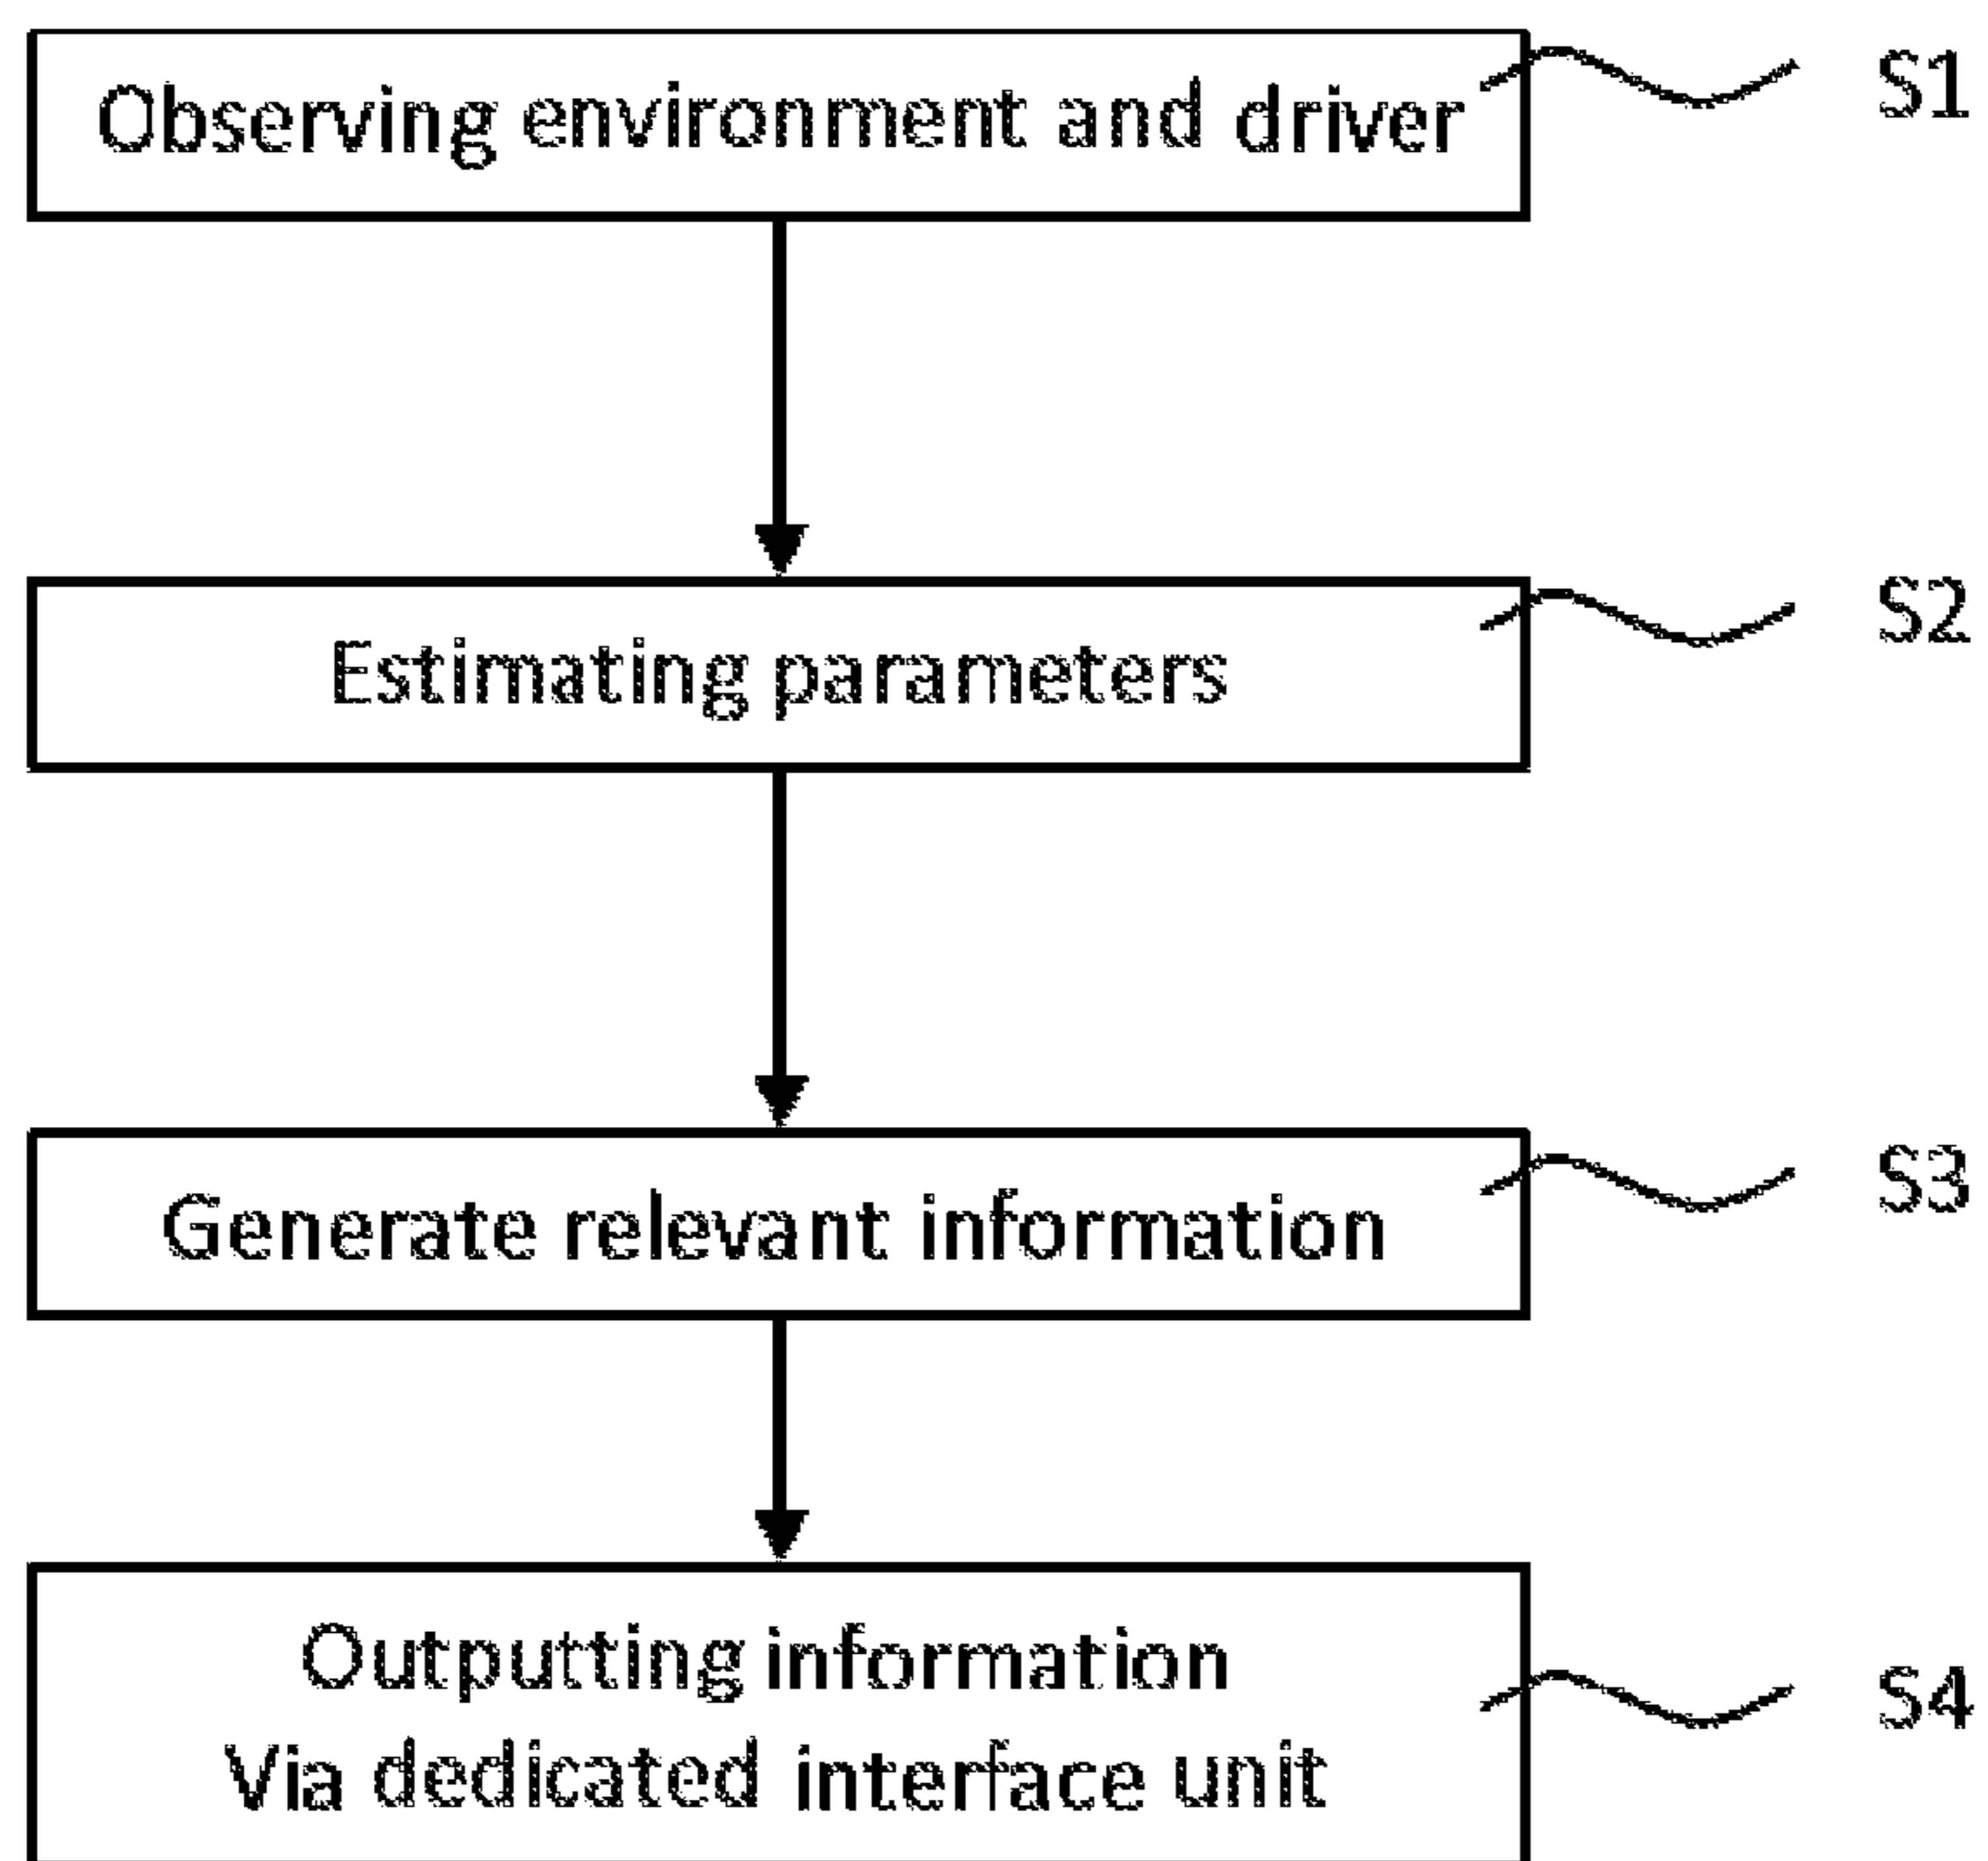 Observing environment and driver S1
Estimating parameters S2
Generate relevant information S3
Outputting information S4
Via dedicated interface unit